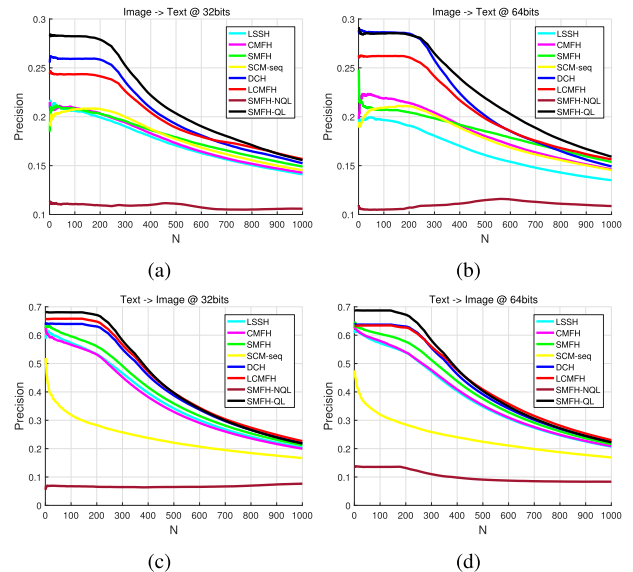 Image -> Text @ 32bits
0.3
0.25
0.2
0.15
0.1
Precision
0 100 200 300 400 500 600 700 800 900 1000
N
LSSH
CMFH
SMFH
SCM-seq
DCH
LCMFH
SMFH-NQL
SMFH-QL
(a)
Image -> Text @ 64bits
0.3
0.25
0.2
0.15
0.1
Precision
0 100 200 300 400 500 600 700 800 900 1000
N
LSSH
CMFH
SMFH
SCM-seq
DCH
LCMFH
SMFH-NQL
SMFH-QL
(b)
Text -> Image @ 32bits
0.7
0.6
0.5
0.4
0.3
0.2
0.1
0
Precision
0 100 200 300 400 500 600 700 800 900 1000
N
LSSH
CMFH
SMFH
SCM-seq
DCH
LCMFH
SMFH-NQL
SMFH-QL
(c)
Text -> Image @ 64bits
0.7
0.6
0.5
0.4
0.3
0.2
0.1
0
Precision
0 100 200 300 400 500 600 700 800 900 1000
N
LSSH
CMFH
SMFH
SCM-seq
DCH
LCMFH
SMFH-NQL
SMFH-QL
(d)